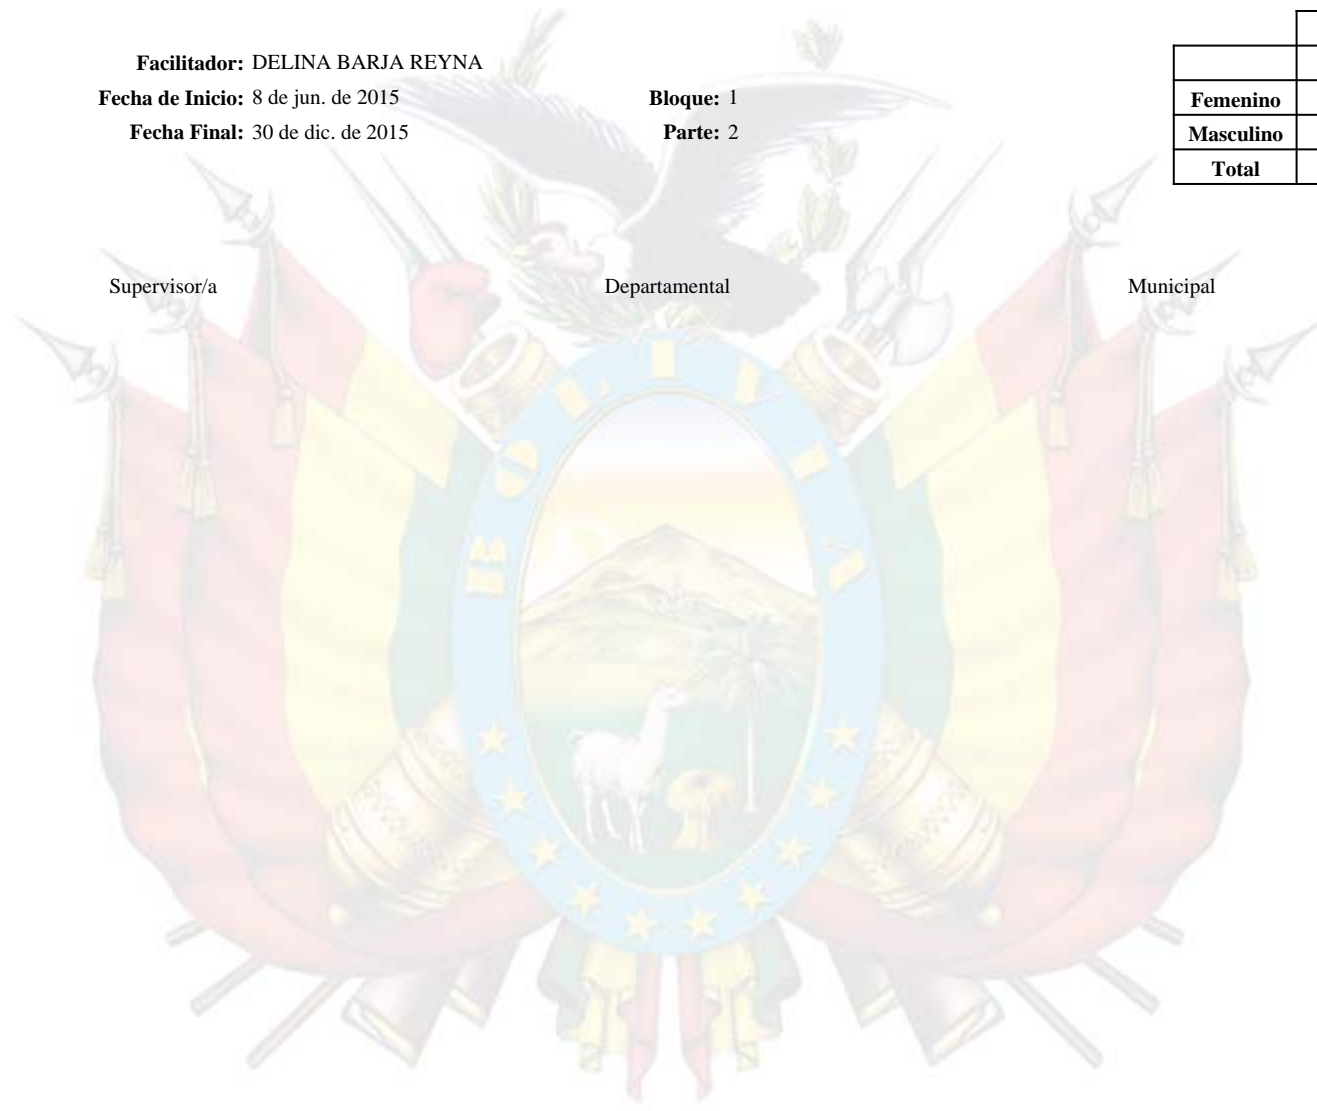 Facilitador: DELINA BARJA REYNA
Fecha de Inicio: 8 de jun. de 2015 Bloque: 1
Fecha Final: 30 de dic. de 2015 Parte: 2
Femenino
Masculino
Total
Supervisor/a Departamental Municipal
BOLIVIA